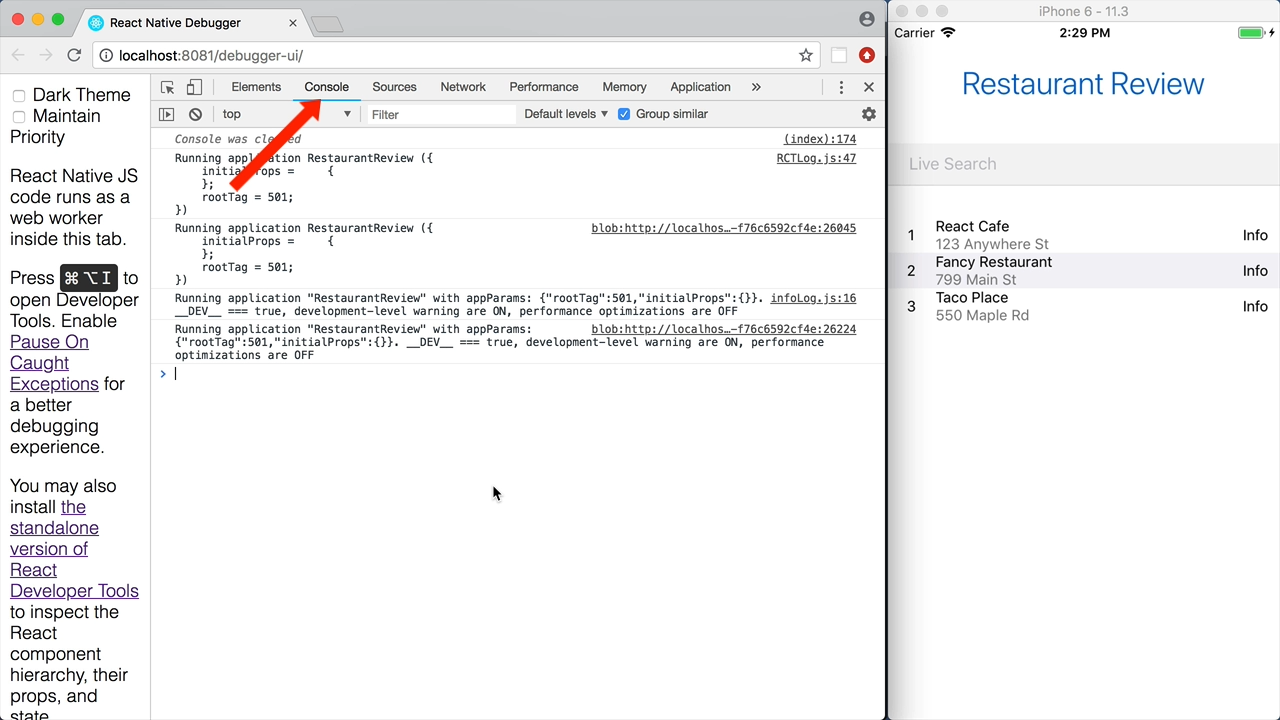 React Native Debugger
localhost:8081/debugger-ui/
Dark Theme
Maintain
Priority
React Native JS
code runs as a
web worker
inside this tab.
Press ⌘⌥I to
open Developer
Tools. Enable
Pause On
Caught
Exceptions for
a better
debugging
experience.
You may also
install the
standalone
version of
React
Developer Tools
to inspect the
React
component
hierarchy, their
props, and
state.
Elements Console Sources Network Performance Memory Application »
top Filter Default levels ▼ Group similar
Console was cleared (index):174
Running application RestaurantReview ({ RCTLog.js:47
initialProps = {
};
rootTag = 501;
})
Running application RestaurantReview ({ blob:http://localhos…-f76c6592cf4e:26045
initialProps = {
};
rootTag = 501;
})
Running application "RestaurantReview" with appParams: {"rootTag":501,"initialProps":{}}. infoLog.js:16
__DEV__ === true, development-level warning are ON, performance optimizations are OFF
Running application "RestaurantReview" with appParams: blob:http://localhos…-f76c6592cf4e:26224
{"rootTag":501,"initialProps":{}}. __DEV__ === true, development-level warning are ON, performance
optimizations are OFF
>
iPhone 6 - 11.3
Carrier 2:29 PM
Restaurant Review
Live Search
1 React Cafe Info
123 Anywhere St
2 Fancy Restaurant Info
799 Main St
3 Taco Place Info
550 Maple Rd